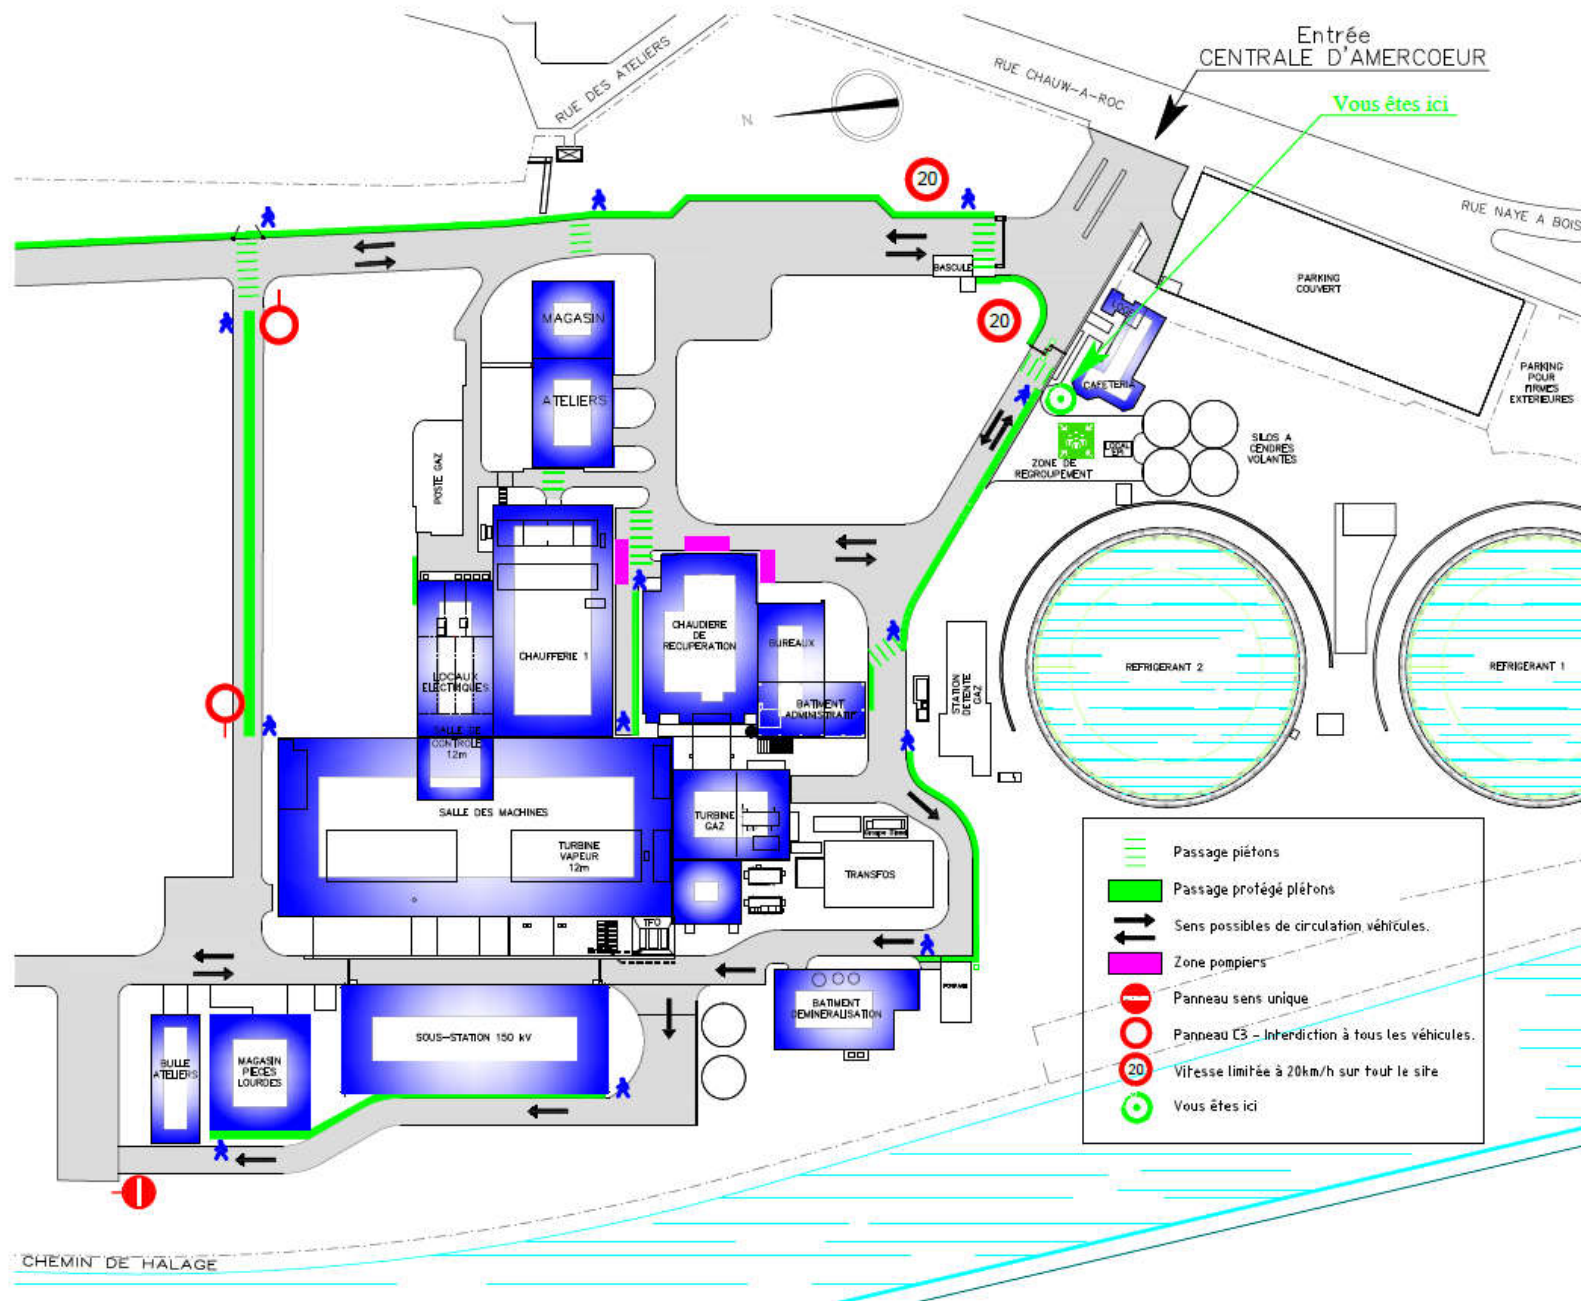 Entrée
CENTRALE D'AMERCOEUR
RUE DES ATELIERS
RUE CHAUW-A-ROC
Vous êtes ici
N
20
RUE NAYE A BOIS
BASCULE
PARKING
COUVERT
20
LOGE
MAGASIN
PARKING
POUR
FIRMES
EXTERIEURES
CAFETERIA
ATELIERS
SILOS A
CENDRES
VOLANTES
LOCAL
EPI
ZONE DE
REGROUPEMENT
POSTE GAZ
CHAUDIERE
DE
RECUPERATION
BUREAUX
CHAUFFERIE 1
REFRIGERANT 2
REFRIGERANT 1
LOCAUX
ELECTRIQUES
STATION
DETENTE
GAZ
BATIMENT
ADMINISTRATIF
SALLE DE
CONTROLE
12m
SALLE DES MACHINES
TURBINE
GAZ
TURBINE
VAPEUR
12m
TRANSFOS
TFO
Passage piétons
Passage protégé piétons
Sens possibles de circulation véhicules.
Zone pompiers
Panneau sens unique
Panneau C3 - Interdiction à tous les véhicules.
20
Vitesse limitée à 20km/h sur tout le site
Vous êtes ici
BATIMENT
DEMINERALISATION
SOUS-STATION 150 kV
BULLE
ATELIERS
MAGASIN
PIECES
LOURDES
CHEMIN DE HALAGE